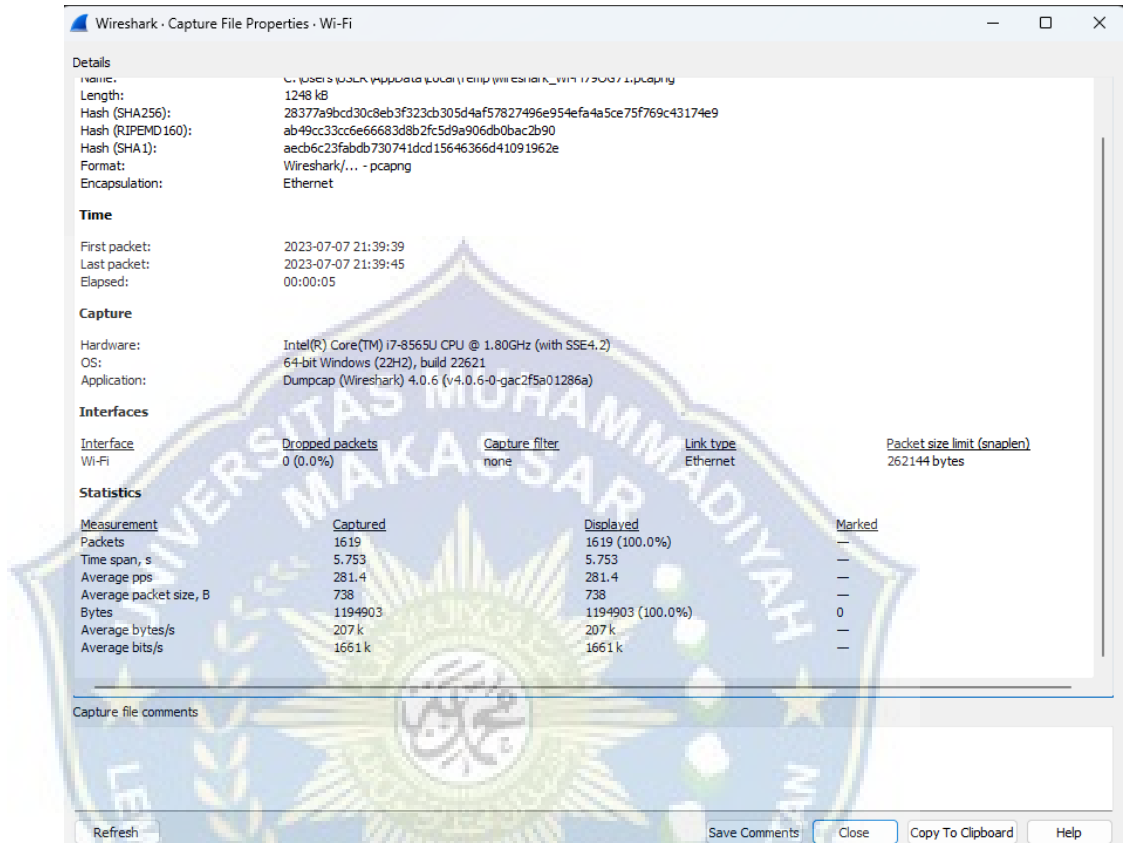 Wireshark · Capture File Properties · Wi-Fi
Details
Name:
Length: 1248 kB
Hash (SHA256): 28377a9bcd30c8eb3f323cb305d4af57827496e954efa4a5ce75f769c43174e9
Hash (RIPEMD160): ab49cc33cc6e66683d8b2fc5d9a906db0bac2b90
Hash (SHA1): aecb6c23fabdb730741dcd15646366d41091962e
Format: Wireshark/... - pcapng
Encapsulation: Ethernet
Time
First packet: 2023-07-07 21:39:39
Last packet: 2023-07-07 21:39:45
Elapsed: 00:00:05
Capture
Hardware: Intel(R) Core(TM) i7-8565U CPU @ 1.80GHz (with SSE4.2)
OS: 64-bit Windows (22H2), build 22621
Application: Dumpcap (Wireshark) 4.0.6 (v4.0.6-0-gac2f5a01286a)
Interfaces
Interface Dropped packets Capture filter Link type Packet size limit (snaplen)
Wi-Fi 0 (0.0%) none Ethernet 262144 bytes
Statistics
Measurement Captured Displayed Marked
Packets 1619 1619 (100.0%) —
Time span, s 5.753 5.753 —
Average pps 281.4 281.4 —
Average packet size, B 738 738 —
Bytes 1194903 1194903 (100.0%) 0
Average bytes/s 207 k 207 k —
Average bits/s 1661 k 1661 k —
Capture file comments
Refresh Save Comments Close Copy To Clipboard Help
UNIVERSITAS MUHAMMADIYAH
MAKASSAR